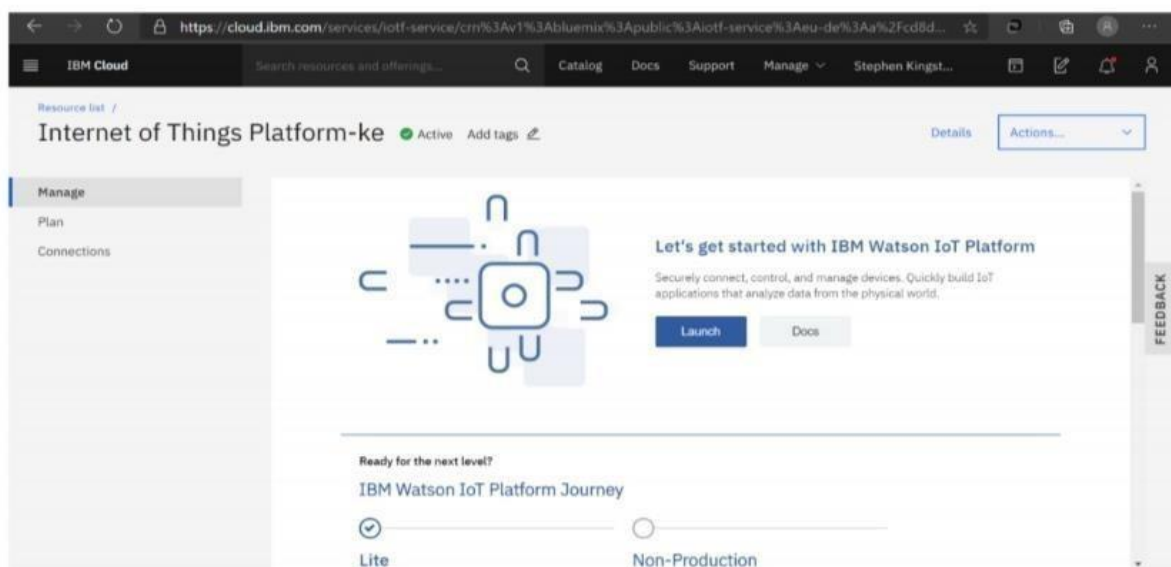 https://cloud.ibm.com/services/iotf-service/crn%3Av1%3Abluemix%3Apublic%3Aiotf-service%3Aeu-de%3Aa%2Fcd8d...
IBM Cloud
Search resources and offerings...
Catalog
Docs
Support
Manage
Stephen Kingst...
Resource list /
Internet of Things Platform-ke
Active
Add tags
Details
Actions...
Manage
Plan
Connections
Let's get started with IBM Watson IoT Platform
Securely connect, control, and manage devices. Quickly build IoT
applications that analyze data from the physical world.
Launch
Docs
FEEDBACK
Ready for the next level?
IBM Watson IoT Platform Journey
Lite
Non-Production